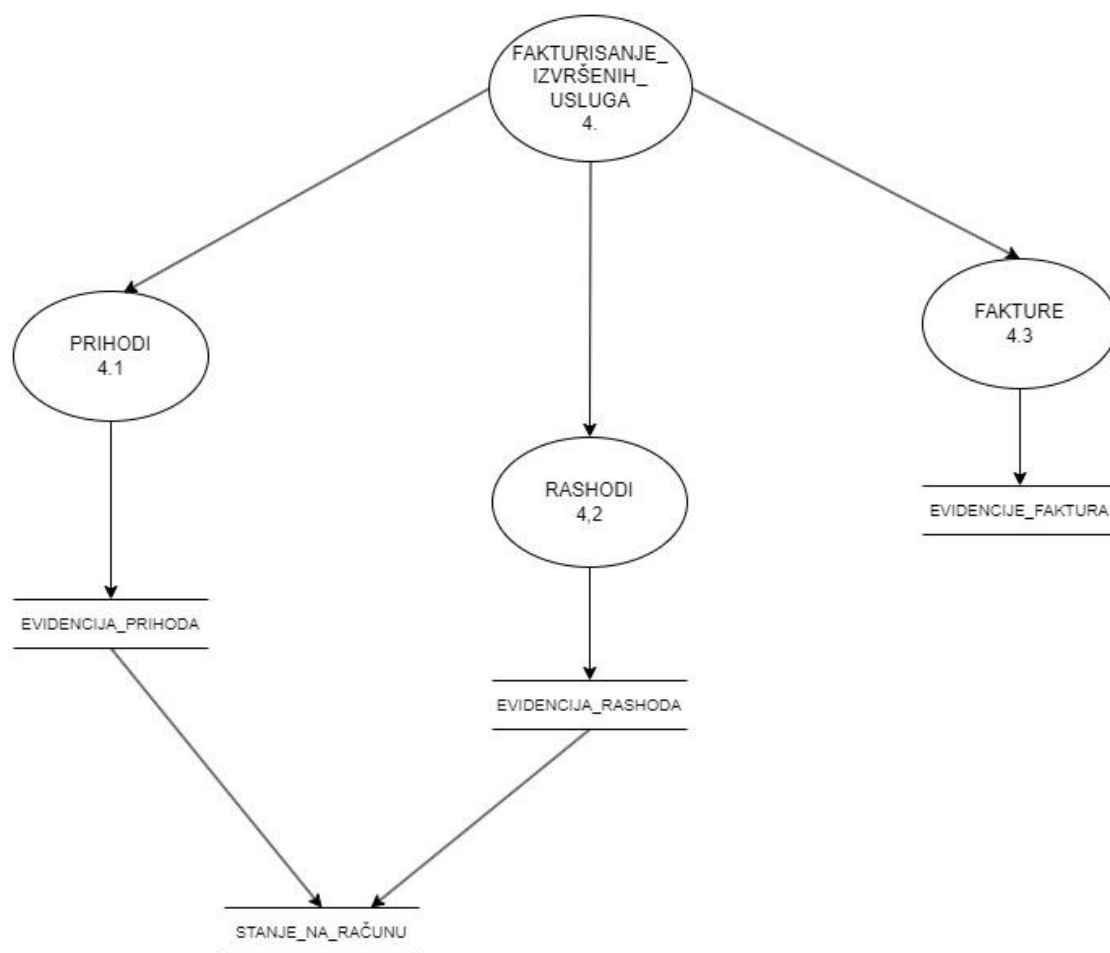 FAKTURISANJE_
IZVRŠENIH_
USLUGA
4.
PRIHODI
4.1
FAKTURE
4.3
RASHODI
4,2
EVIDENCIJE_FAKTURA
EVIDENCIJA_PRIHODA
EVIDENCIJA_RASHODA
STANJE_NA_RAČUNU